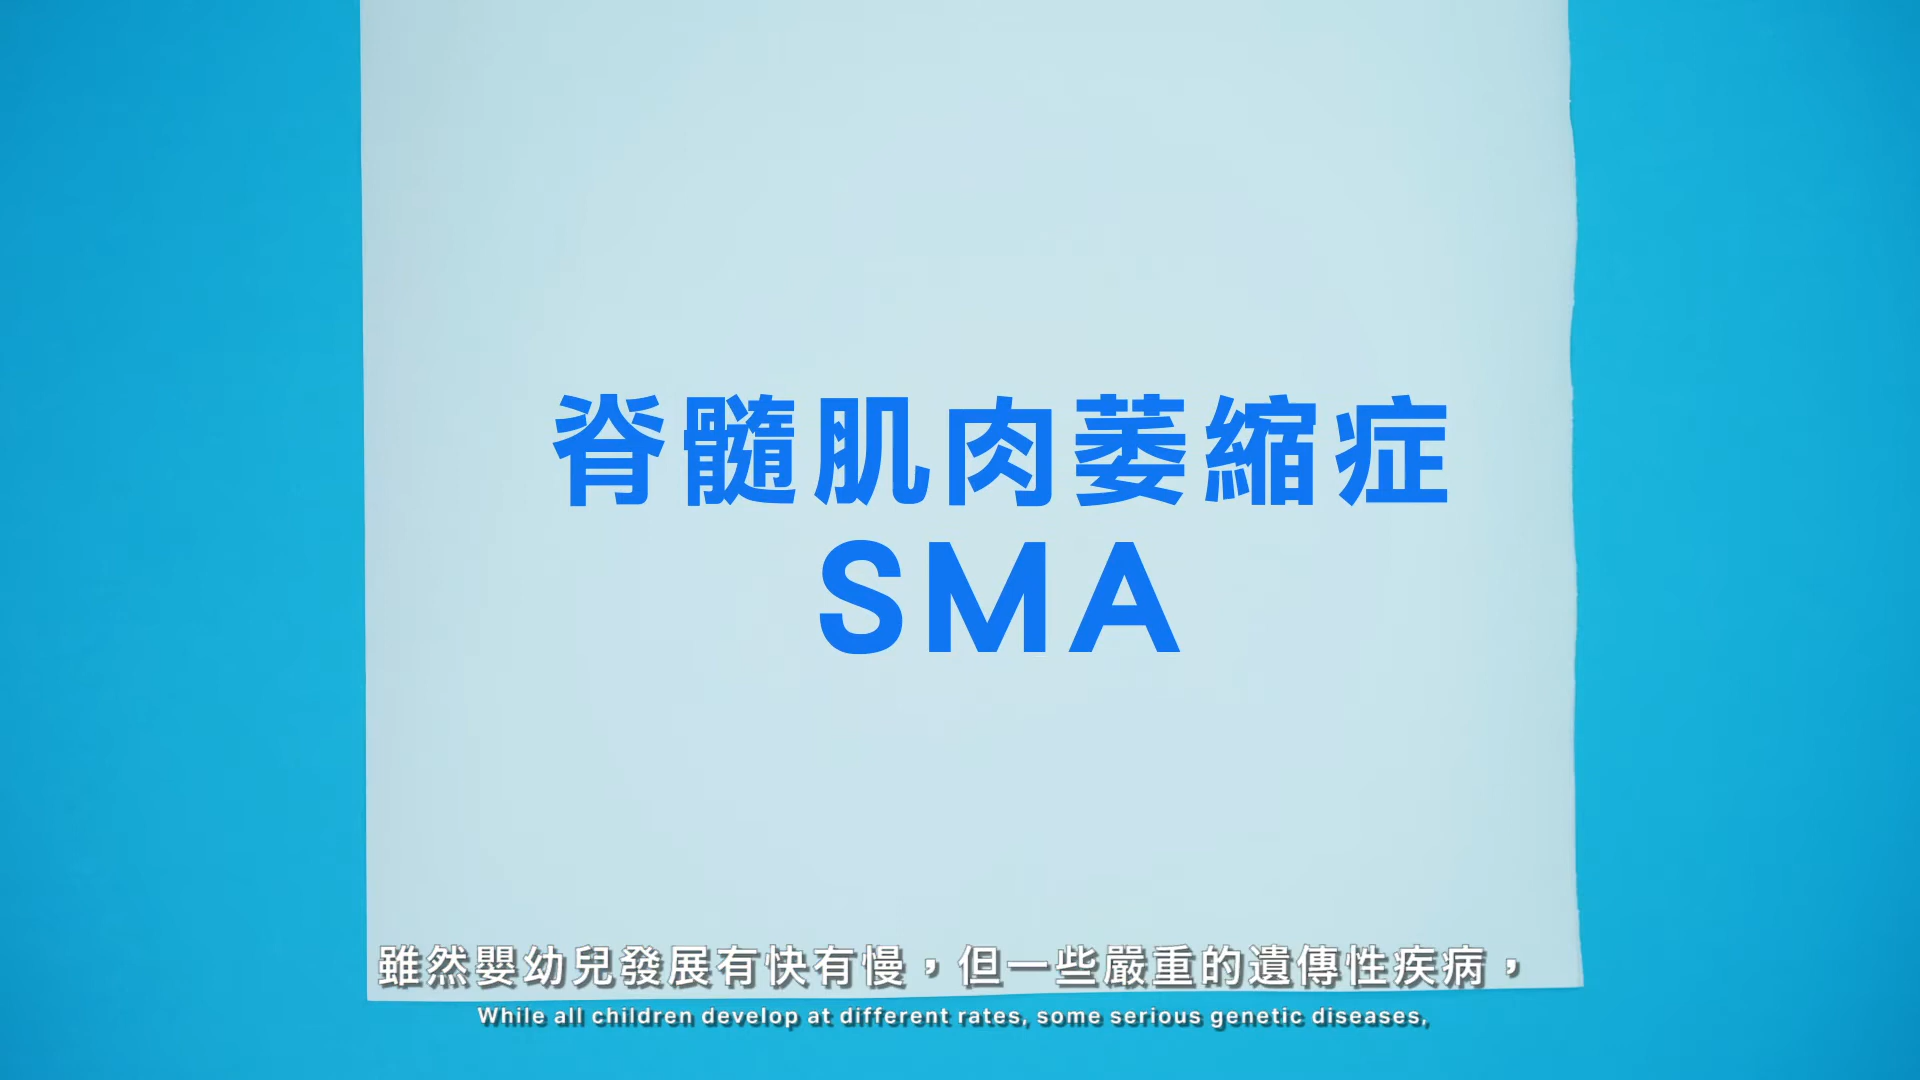 脊髓肌肉萎縮症
SMA
雖然嬰幼兒發展有快有慢，但一些嚴重的遺傳性疾病，
While all children develop at different rates, some serious genetic diseases,